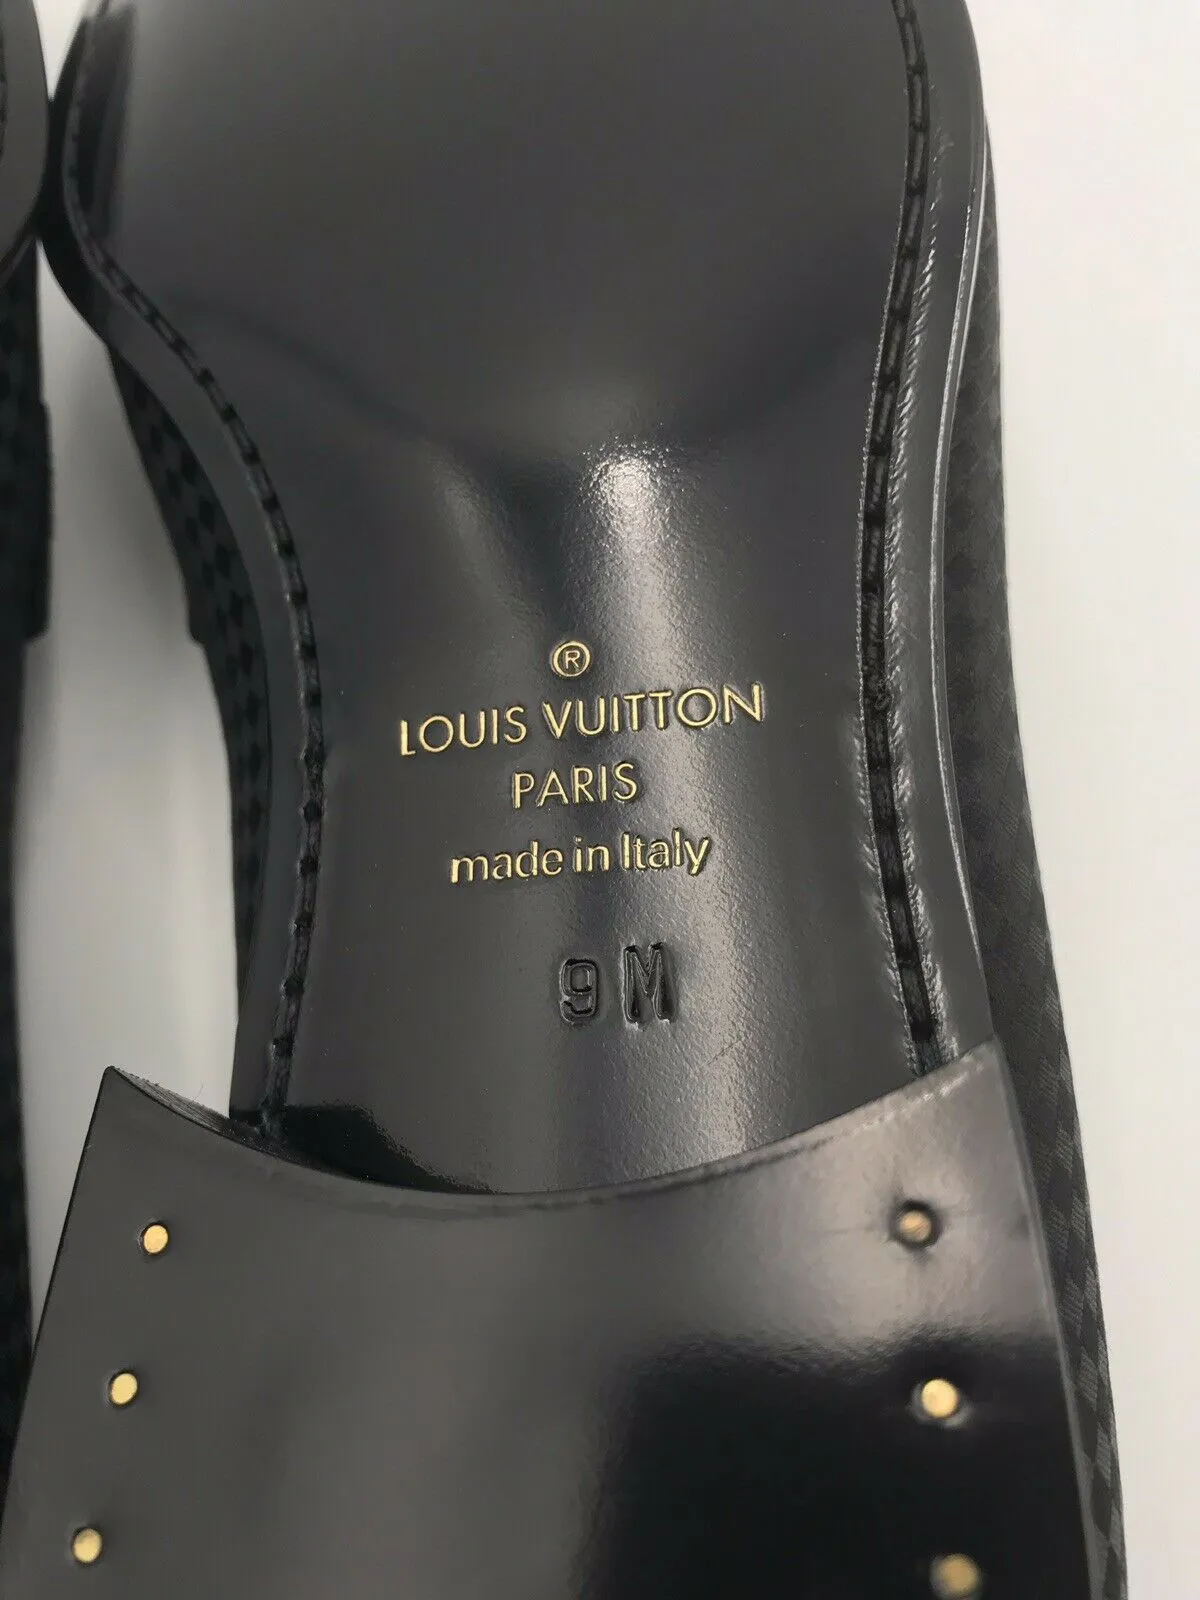 ®
LOUIS VUITTON
PARIS
made in Italy
9 M